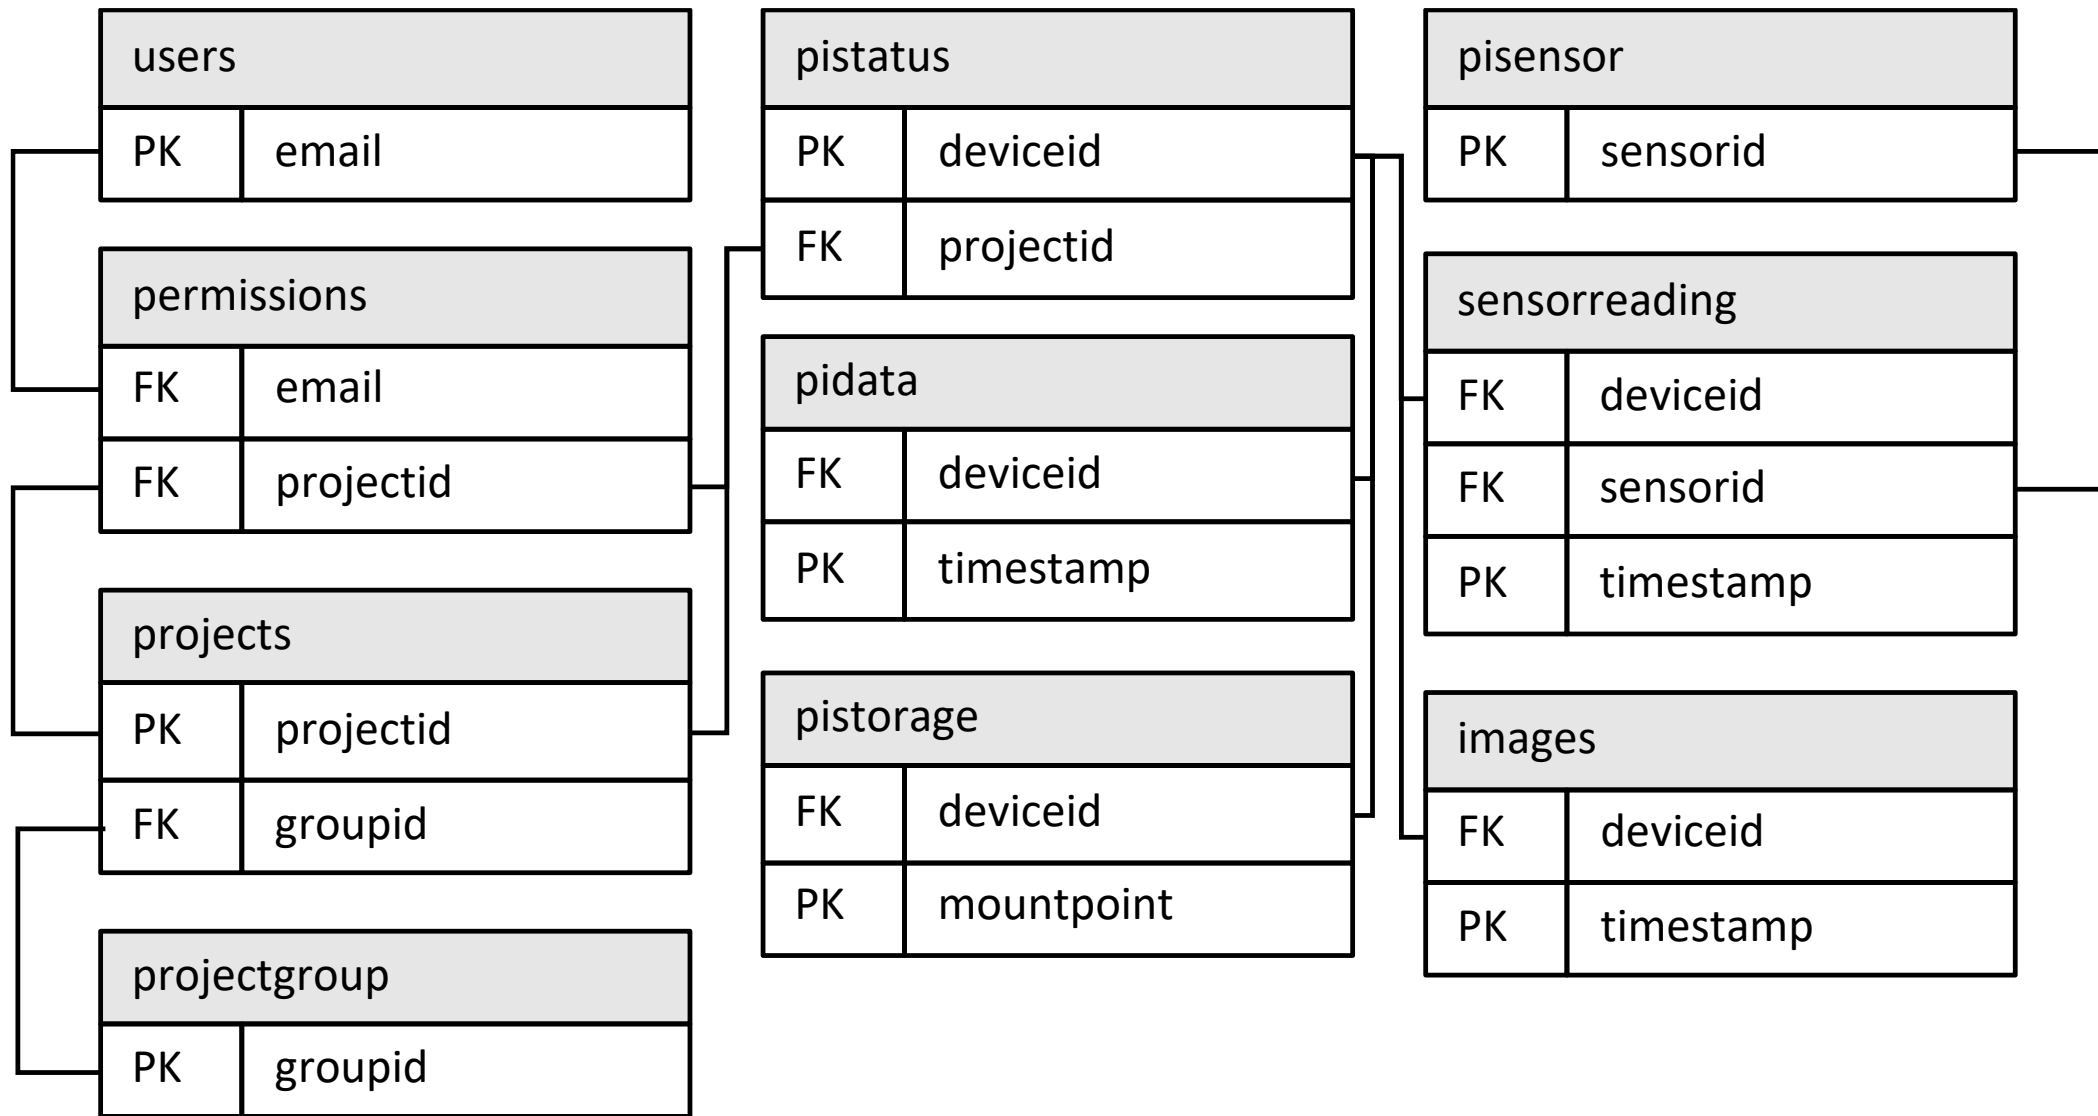 users
PK email
permissions
FK email
FK projectid
projects
PK projectid
FK groupid
projectgroup
PK groupid
pistatus
PK deviceid
FK projectid
pidata
FK deviceid
PK timestamp
pistorage
FK deviceid
PK mountpoint
pisensor
PK sensorid
sensorreading
FK deviceid
FK sensorid
PK timestamp
images
FK deviceid
PK timestamp